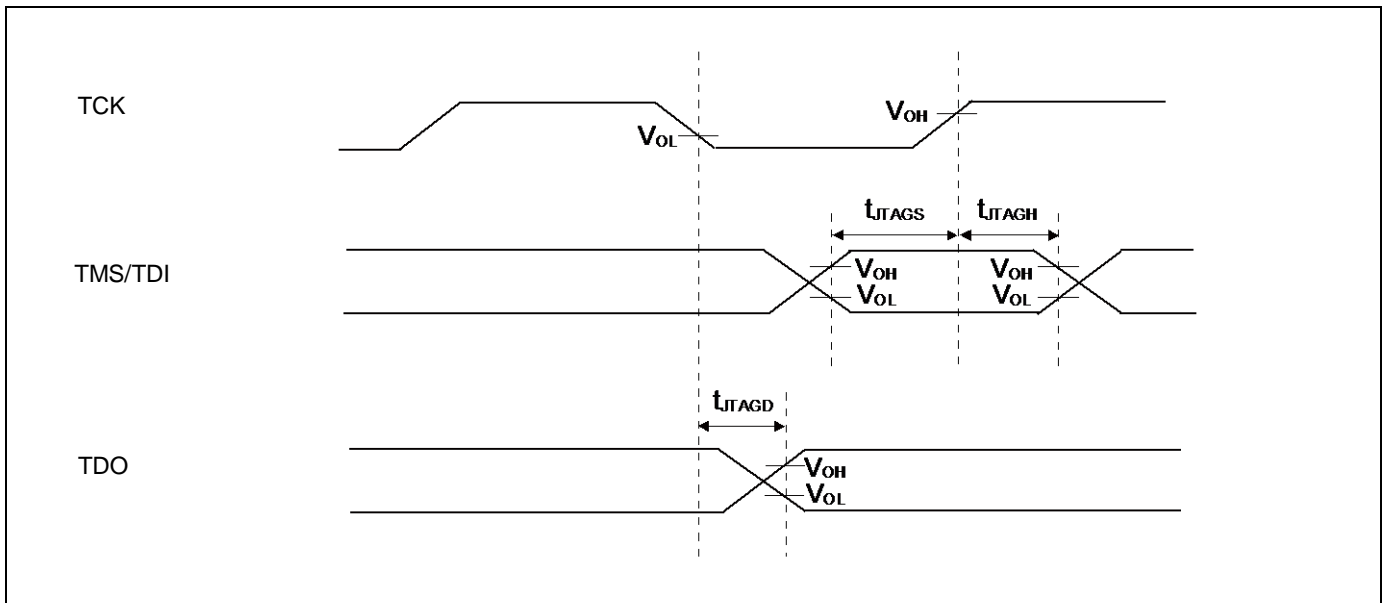 TCK
VOL
VOH
tJTAGS
tJTAGH
TMS/TDI
VOH
VOH
VOL
VOL
tJTAGD
TDO
VOH
VOL